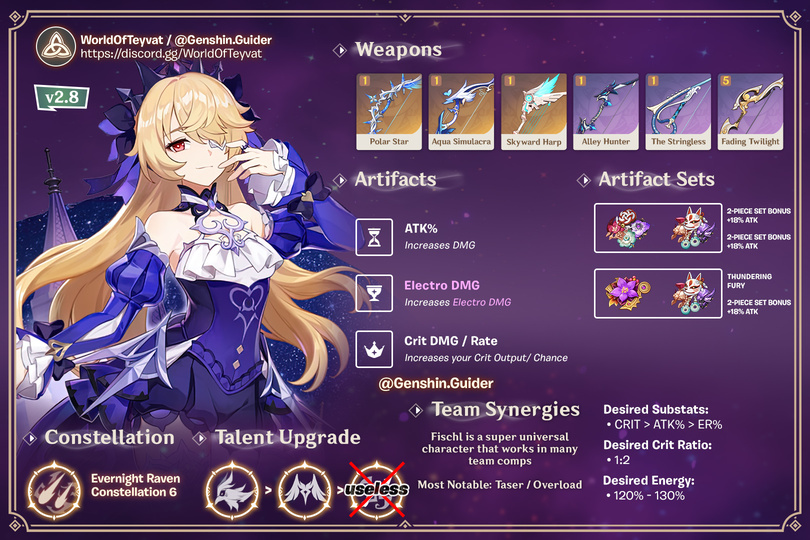 WorldOfTeyvat / @Genshin.Guider
https://discord.gg/WorldOfTeyvat
v2.8
Weapons
1
1
1
1
1
5
Polar Star
Aqua Simulacra
Skyward Harp
Alley Hunter
The Stringless
Fading Twilight
Artifacts
ATK%
Increases DMG
Electro DMG
Increases Electro DMG
Crit DMG / Rate
Increases your Crit Output/ Chance
@Genshin.Guider
Artifact Sets
2-PIECE SET BONUS
+18% ATK
2-PIECE SET BONUS
+18% ATK
THUNDERING
FURY
2-PIECE SET BONUS
+18% ATK
Constellation
Evernight Raven
Constellation 6
Talent Upgrade
> > useless
Team Synergies
Fischl is a super universal
character that works in many
team comps
Most Notable: Taser / Overload
Desired Substats:
• CRIT > ATK% > ER%
Desired Crit Ratio:
• 1:2
Desired Energy:
• 120% - 130%